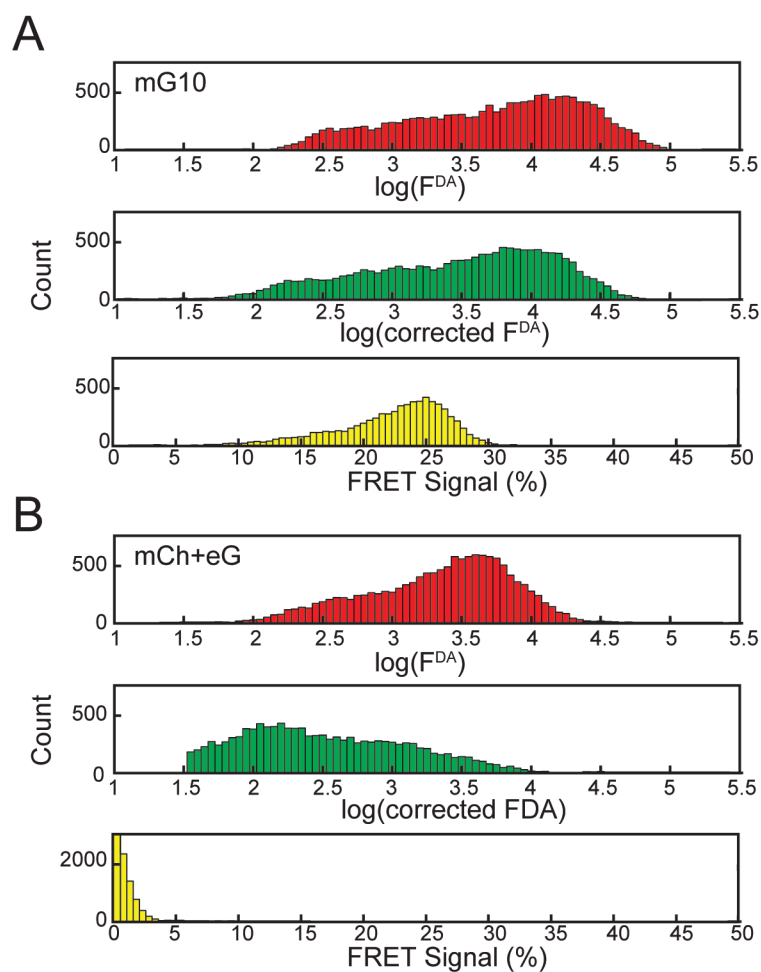 A
mG10
500
0
1 1.5 2 2.5 3 3.5 4 4.5 5 5.5
log(F^DA)
Count
500
0
1 1.5 2 2.5 3 3.5 4 4.5 5 5.5
log(corrected F^DA)
500
0
0 5 10 15 20 25 30 35 40 45 50
FRET Signal (%)
B
mCh+eG
500
0
1 1.5 2 2.5 3 3.5 4 4.5 5 5.5
log(F^DA)
Count
500
0
1 1.5 2 2.5 3 3.5 4 4.5 5 5.5
log(corrected FDA)
2000
0
0 5 10 15 20 25 30 35 40 45 50
FRET Signal (%)